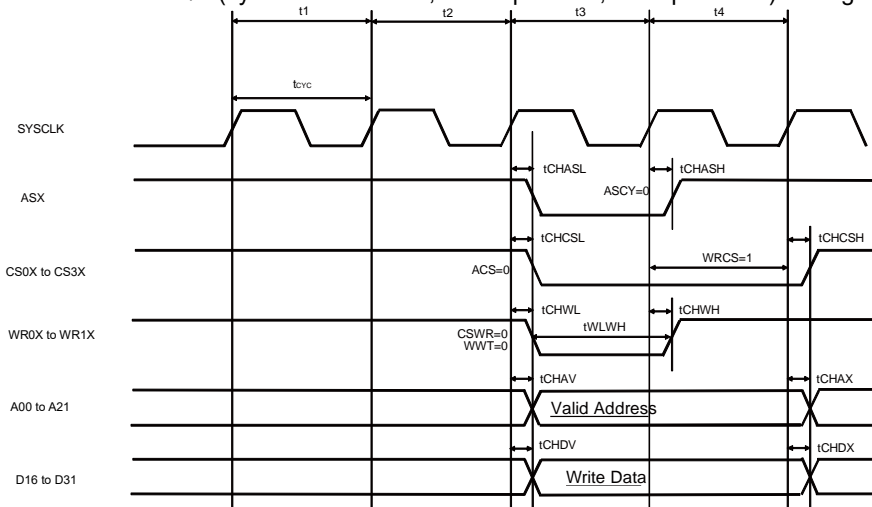 t1 t2 t3 t4
tCYC
SYSCLK
tCHASL tCHASH
ASX ASCY=0
tCHCSL WRCS=1 tCHCSH
CS0X to CS3X ACS=0
tCHWL tCHWH
WR0X to WR1X CSWR=0 tWLWH
WWT=0
tCHAV tCHAX
A00 to A21 Valid Address
tCHDV tCHDX
D16 to D31 Write Data